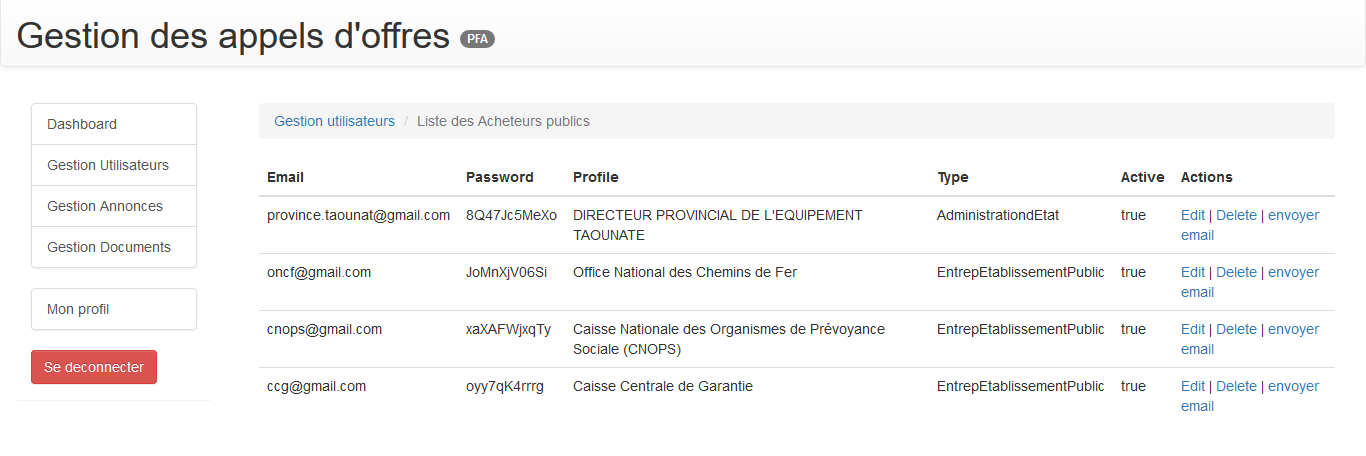 Gestion des appels d'offres PFA
Dashboard
Gestion Utilisateurs
Gestion Annonces
Gestion Documents
Mon profil
Se deconnecter
Gestion utilisateurs / Liste des Acheteurs publics
Email Password Profile Type Active Actions
province.taounat@gmail.com 8Q47Jc5MeXo DIRECTEUR PROVINCIAL DE L'EQUIPEMENT AdministrationdEtat true Edit | Delete | envoyer
TAOUNATE email
oncf@gmail.com JoMnXjV06Si Office National des Chemins de Fer EntrepEtablissementPublic true Edit | Delete | envoyer
email
cnops@gmail.com xaXAFWjxqTy Caisse Nationale des Organismes de Prévoyance EntrepEtablissementPublic true Edit | Delete | envoyer
Sociale (CNOPS) email
ccg@gmail.com oyy7qK4rrrg Caisse Centrale de Garantie EntrepEtablissementPublic true Edit | Delete | envoyer
email